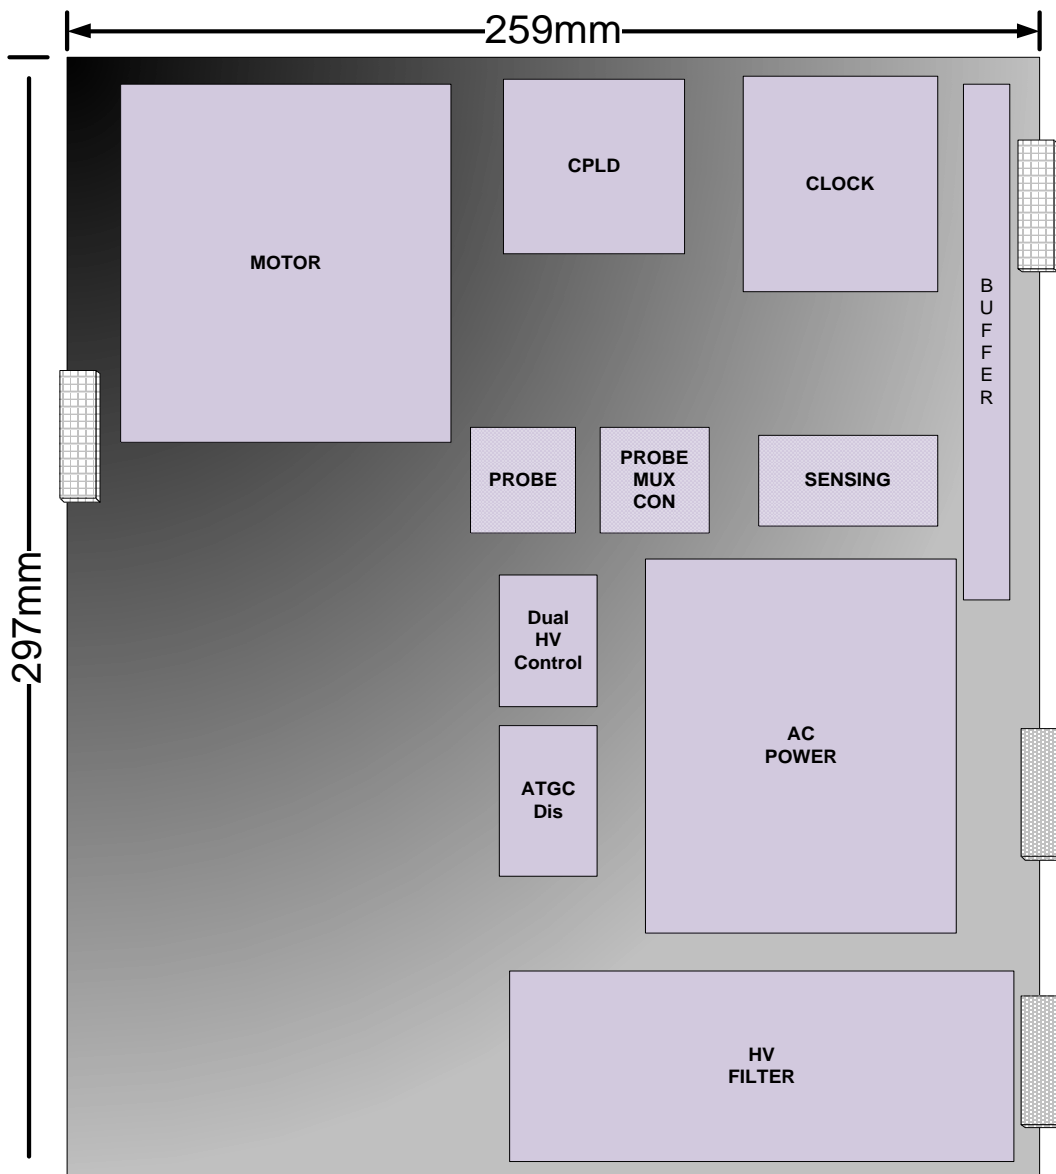 259mm
297mm
MOTOR
CPLD
CLOCK
B
U
F
F
E
R
PROBE
PROBE
MUX
CON
SENSING
Dual
HV
Control
AC
POWER
ATGC
Dis
HV
FILTER